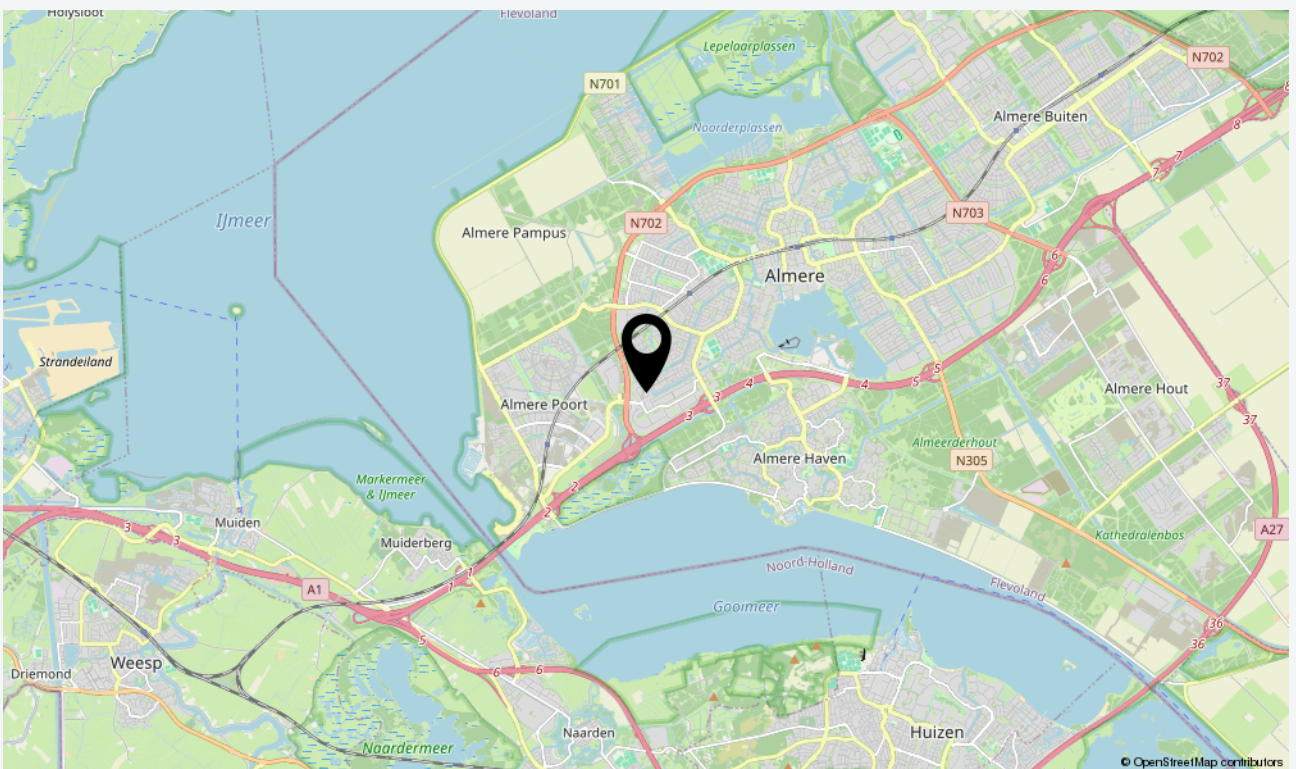 Holysloot
Flevoland
Lepelaarplassen
N702
N701
8
Almere Buiten
8
Noorderplassen
7
7
IJmeer
N702
N703
Almere Pampus
6
Almere
6
Strandeiland
5
4
4
5
37
Almere Hout
3
Almere Poort
3
37
Almeerderhout
Almere Haven
N305
Markermeer
& IJmeer
2
2
Muiden
3
3
Muiderberg
A27
Kathedralenbos
1
1
A1
Noord-Holland
Flevoland
Gooimeer
36
36
5
6
6
Weesp
Driemond
Naarden
Huizen
Naardermeer
© OpenStreetMap contributors